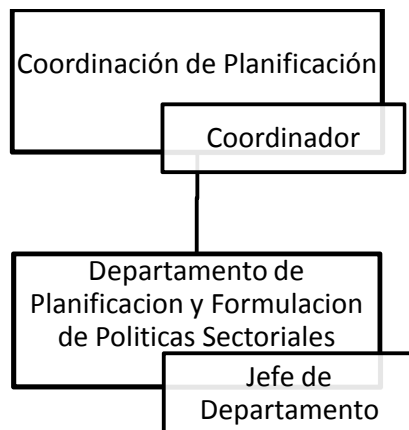 Coordinación de Planificación
Coordinador
Departamento de
Planificacion y Formulacion
de Politicas Sectoriales
Jefe de
Departamento